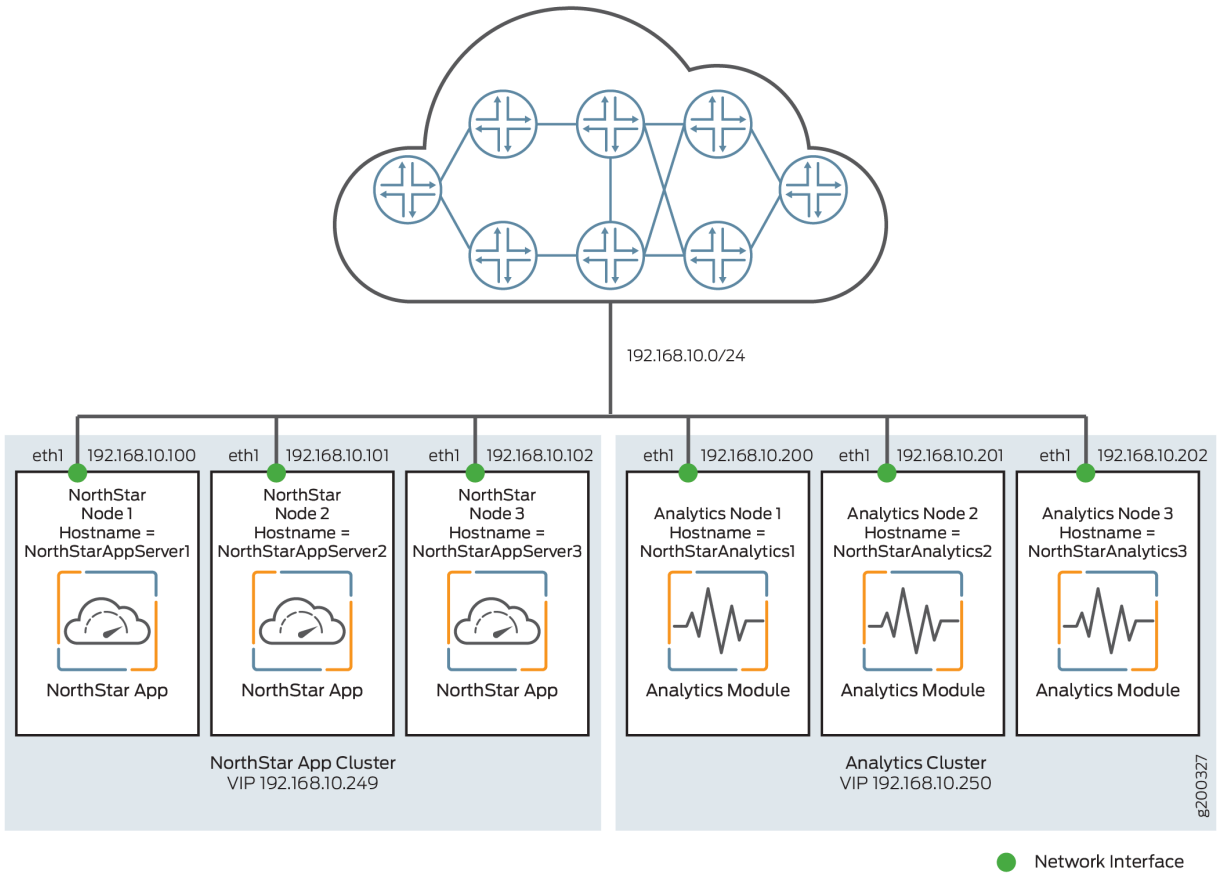 192.168.10.0/24
eth1 192.168.10.100
eth1 192.168.10.101
eth1 192.168.10.102
eth1 192.168.10.200
eth1 192.168.10.201
eth1 192.168.10.202
NorthStar
Node 1
Hostname =
NorthStarAppServer1
NorthStar App
NorthStar
Node 2
Hostname =
NorthStarAppServer2
NorthStar App
NorthStar
Node 3
Hostname =
NorthStarAppServer3
NorthStar App
Analytics Node 1
Hostname =
NorthStarAnalytics1
Analytics Module
Analytics Node 2
Hostname =
NorthStarAnalytics2
Analytics Module
Analytics Node 3
Hostname =
NorthStarAnalytics3
Analytics Module
NorthStar App Cluster
VIP 192.168.10.249
Analytics Cluster
VIP 192.168.10.250
g200327
Network Interface